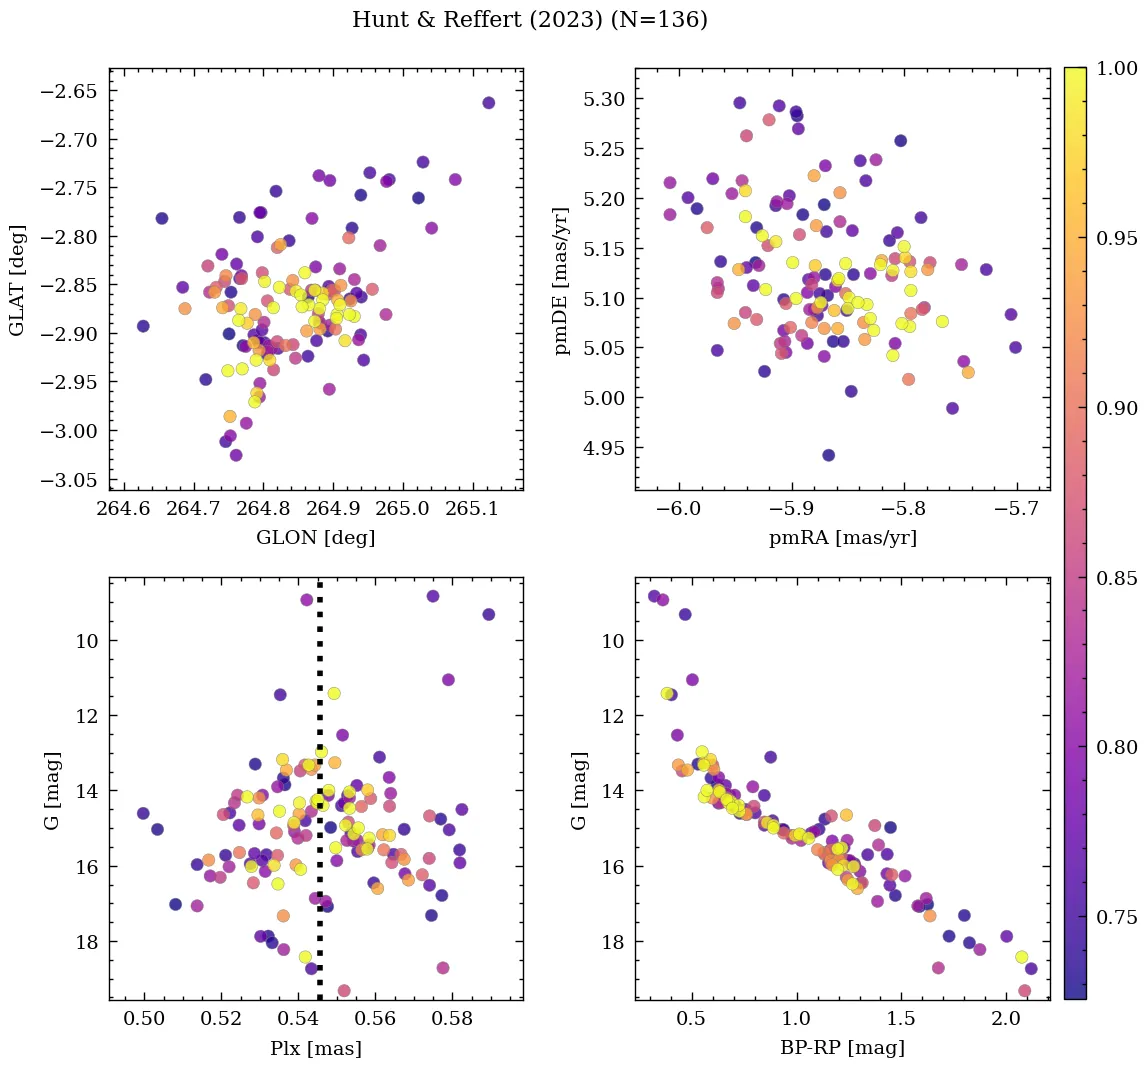 Hunt & Reffert (2023) (N=136)
−2.65
−2.70
−2.75
−2.80
−2.85
−2.90
−2.95
−3.00
−3.05
GLAT [deg]
264.6 264.7 264.8 264.9 265.0 265.1
GLON [deg]
5.30
5.25
5.20
5.15
5.10
5.05
5.00
4.95
pmDE [mas/yr]
−6.0 −5.9 −5.8 −5.7
pmRA [mas/yr]
10
12
14
16
18
G [mag]
0.50 0.52 0.54 0.56 0.58
Plx [mas]
10
12
14
16
18
G [mag]
0.5 1.0 1.5 2.0
BP-RP [mag]
1.00
0.95
0.90
0.85
0.80
0.75